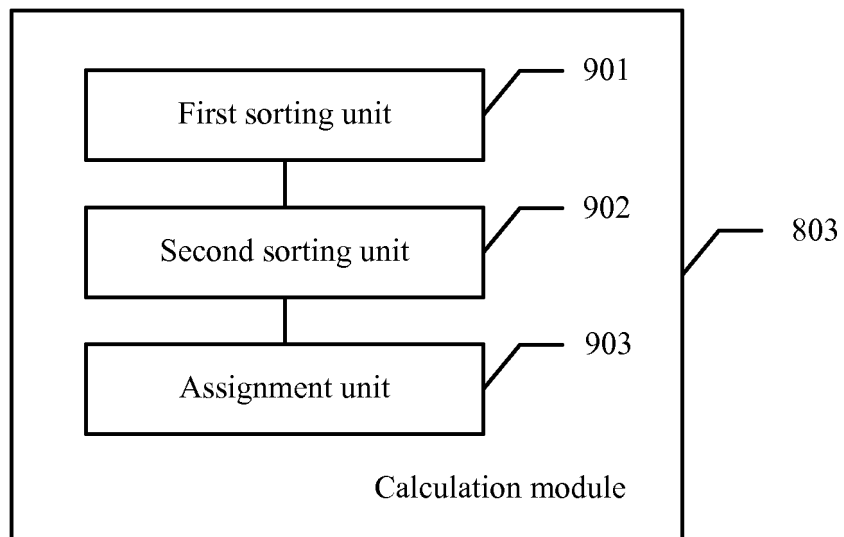 901
First sorting unit
902
803
Second sorting unit
903
Assignment unit
Calculation module